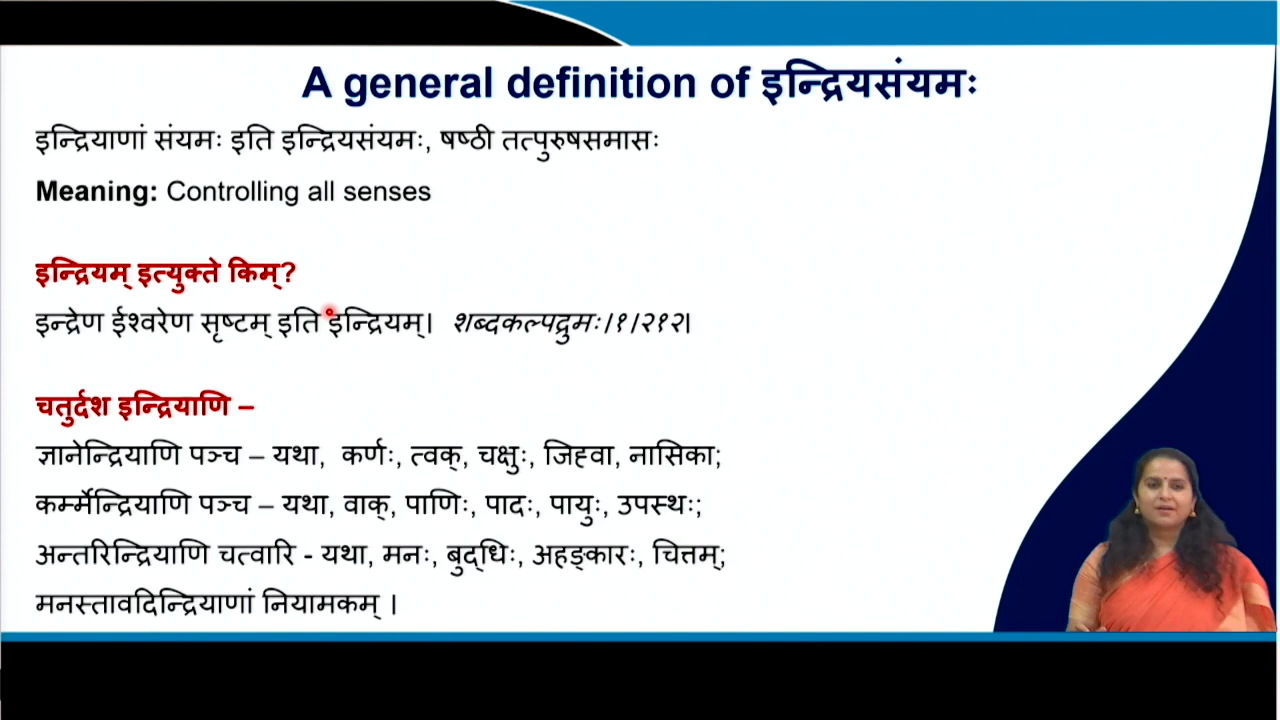 A general definition of इन्द्रियसंयमः
इन्द्रियाणां संयमः इति इन्द्रियसंयमः, षष्ठी तत्पुरुषसमासः
Meaning: Controlling all senses
इन्द्रियम् इत्युक्ते किम्?
इन्द्रेण ईश्वरेण सृष्टम् इति इन्द्रियम्। शब्दकल्पद्रुमः।१।२१२।
चतुर्दश इन्द्रियाणि –
ज्ञानेन्द्रियाणि पञ्च – यथा, कर्णः, त्वक्, चक्षुः, जिह्वा, नासिका;
कर्म्मेन्द्रियाणि पञ्च – यथा, वाक्, पाणिः, पादः, पायुः, उपस्थः;
अन्तरिन्द्रियाणि चत्वारि - यथा, मनः, बुद्धिः, अहङ्कारः, चित्तम्;
मनस्तावदिन्द्रियाणां नियामकम् ।